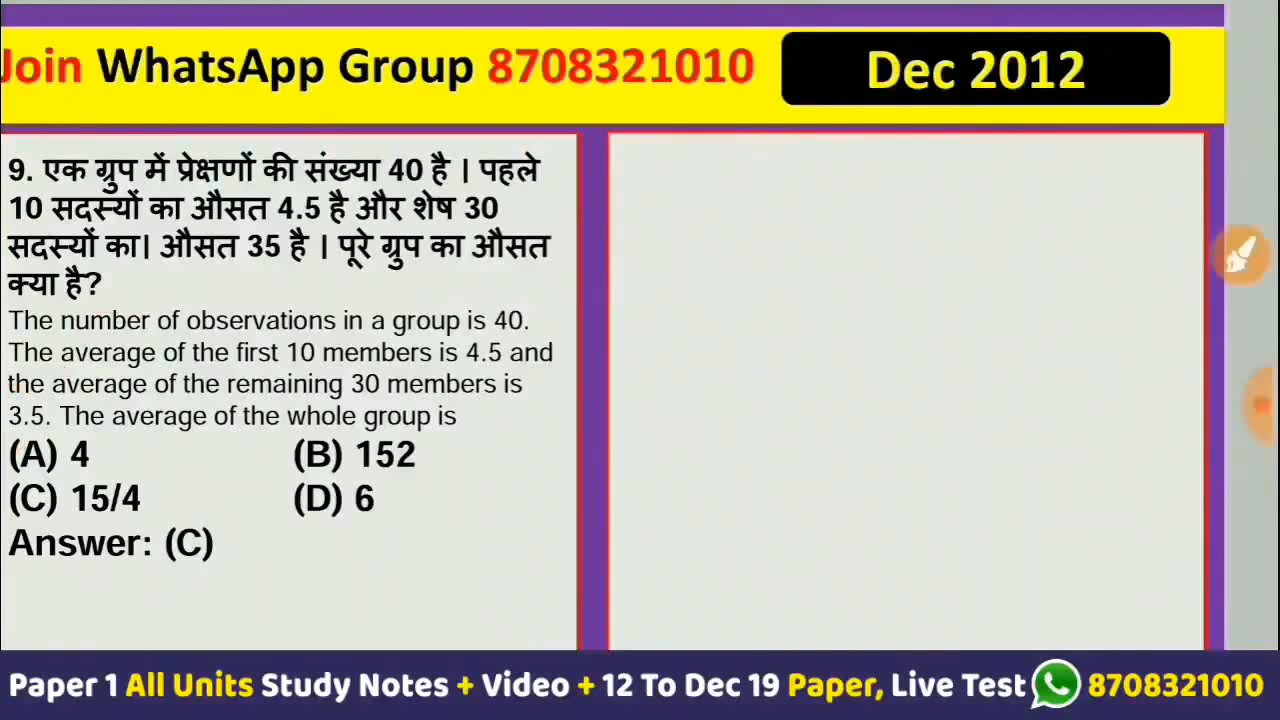 Join WhatsApp Group 8708321010
Dec 2012
9. एक ग्रुप में प्रेक्षणों की संख्या 40 है । पहले
10 सदस्यों का औसत 4.5 है और शेष 30
सदस्यों का। औसत 35 है । पूरे ग्रुप का औसत
क्या है?
The number of observations in a group is 40.
The average of the first 10 members is 4.5 and
the average of the remaining 30 members is
3.5. The average of the whole group is
(A) 4 (B) 152
(C) 15/4 (D) 6
Answer: (C)
Paper 1 All Units Study Notes + Video + 12 To Dec 19 Paper, Live Test 8708321010